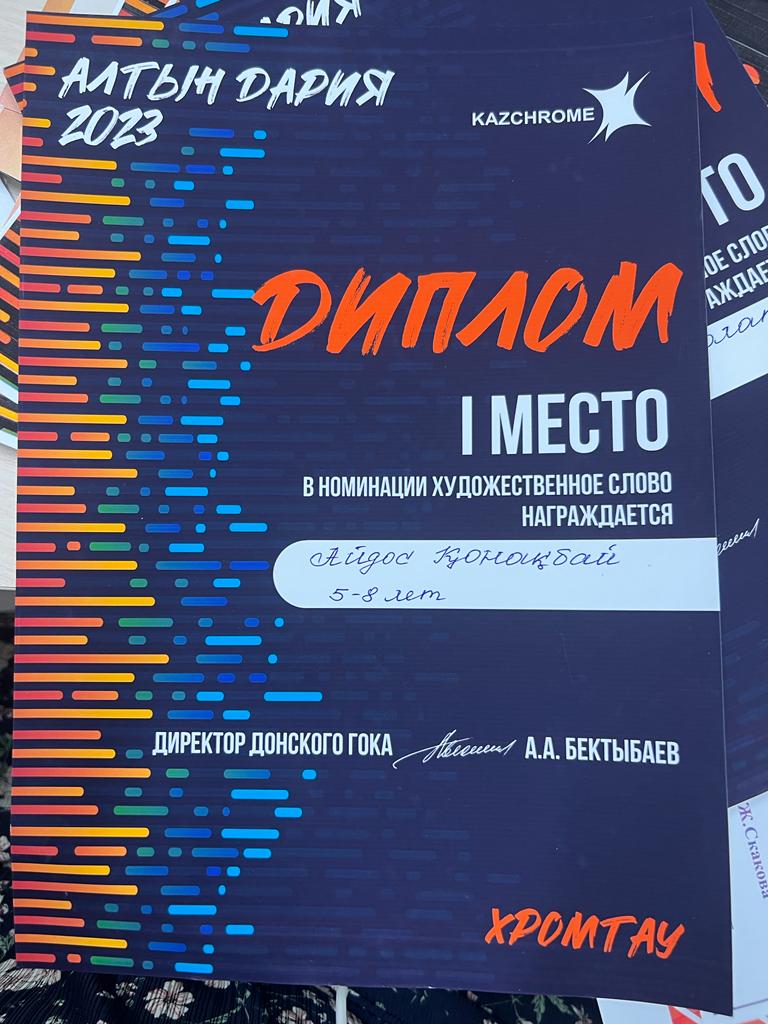 АЛТЫН ДАРИЯ
2023
KAZCHROME
ДИПЛОМ
I МЕСТО
В НОМИНАЦИИ ХУДОЖЕСТВЕННОЕ СЛОВО
НАГРАЖДАЕТСЯ
Айдос Қонақбай
5-8 лет
ДИРЕКТОР ДОНСКОГО ГОКА А.А. БЕКТЫБАЕВ
ХРОМТАУ
Ж.Скакова